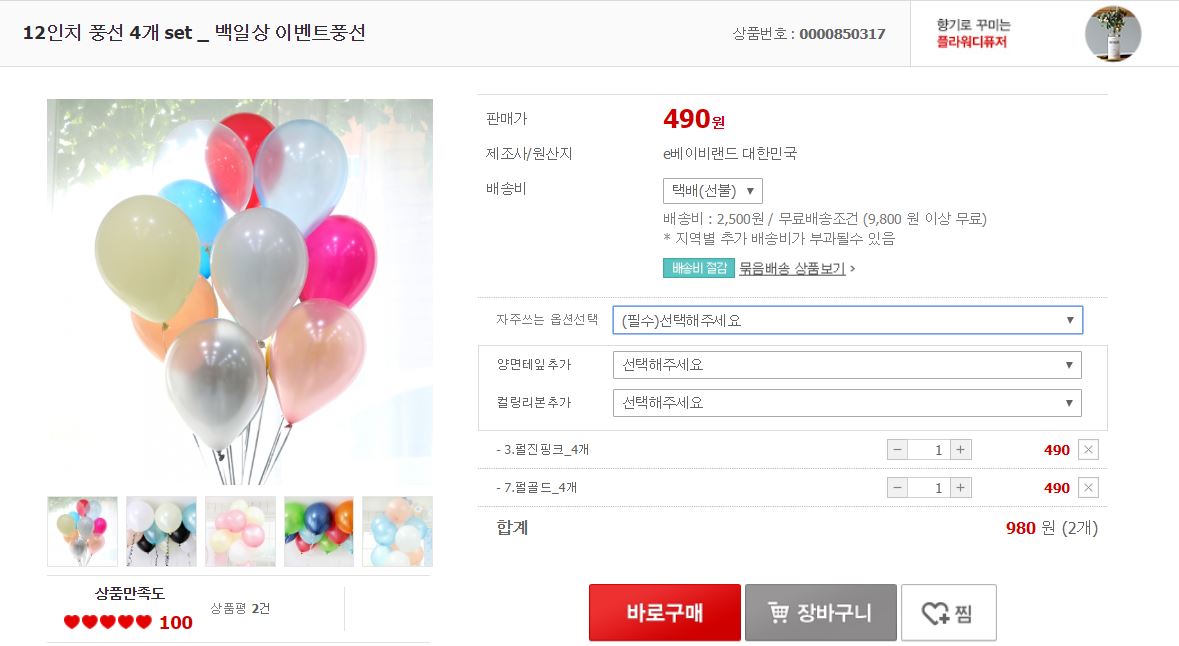 12인치 풍선 4개 set _ 백일상 이벤트풍선
상품번호 : 0000850317
향기로 꾸미는
플라워디퓨저
판매가
490원
제조사/원산지
e베이비랜드 대한민국
배송비
택배(선불) ▼
배송비 : 2,500원 / 무료배송조건 (9,800 원 이상 무료)
* 지역별 추가 배송비가 부과될수 있음
배송비 절감 묶음배송 상품보기 >
자주쓰는 옵션선택
(필수)선택해주세요 ▼
양면테잎추가
선택해주세요 ▼
컬링리본추가
선택해주세요 ▼
- 3.펄진핑크_4개
− 1 +
490 ×
- 7.펄골드_4개
− 1 +
490 ×
합계
980 원 (2개)
상품만족도
100
상품평 2건
바로구매
장바구니
찜